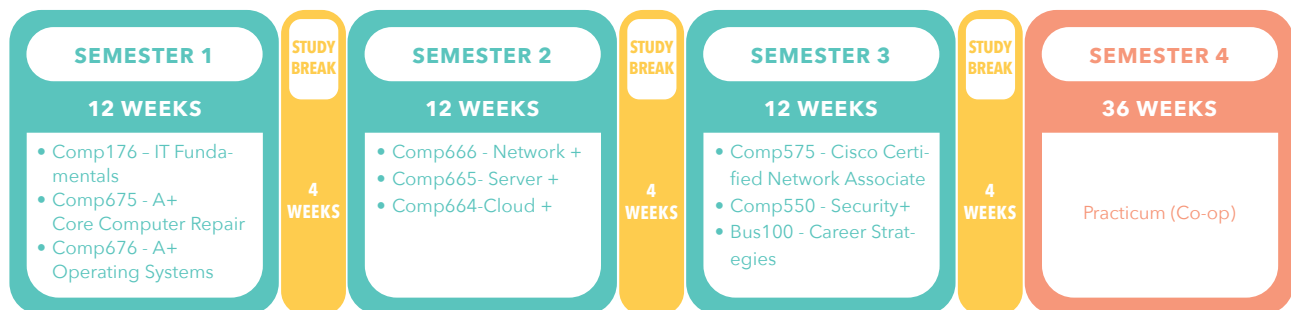 SEMESTER 1
12 WEEKS
• Comp176 – IT Funda-
mentals
• Comp675 - A+
Core Computer Repair
• Comp676 - A+
Operating Systems
STUDY
BREAK
4
WEEKS
SEMESTER 2
12 WEEKS
• Comp666 - Network +
• Comp665- Server +
• Comp664-Cloud +
STUDY
BREAK
4
WEEKS
SEMESTER 3
12 WEEKS
• Comp575 - Cisco Certi-
fied Network Associate
• Comp550 - Security+
• Bus100 - Career Strat-
egies
STUDY
BREAK
4
WEEKS
SEMESTER 4
36 WEEKS
Practicum (Co-op)